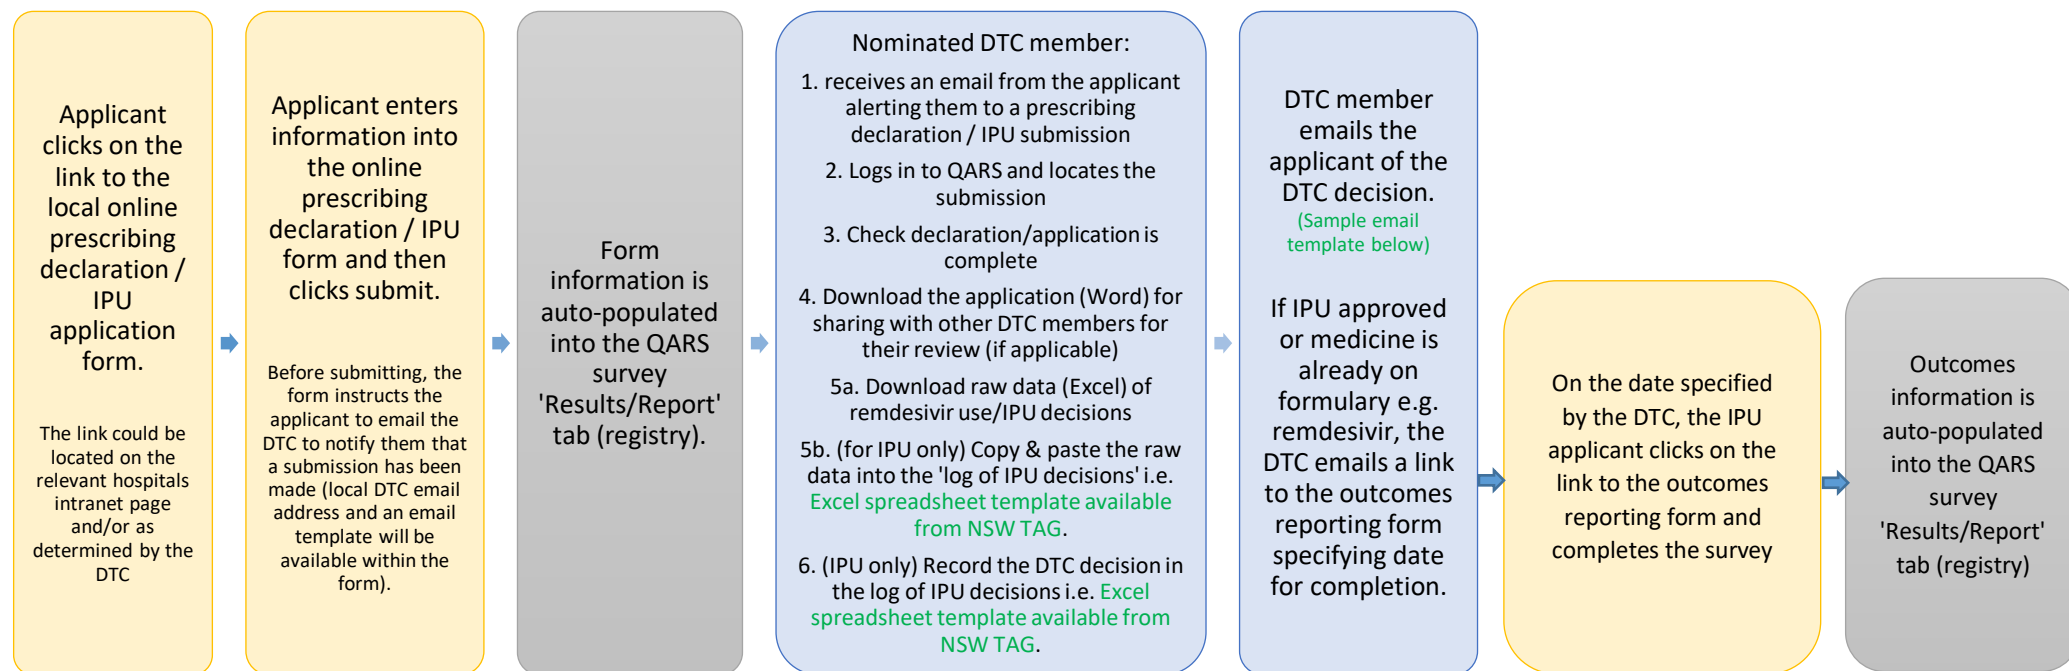 Applicant
clicks on the
link to the
local online
prescribing
declaration /
IPU
application
form.
The link could be
located on the
relevant hospitals
intranet page
and/or as
determined by the
DTC
Applicant enters
information into
the online
prescribing
declaration / IPU
form and then
clicks submit.
Before submitting, the
form instructs the
applicant to email the
DTC to notify them that
a submission has been
made (local DTC email
address and an email
template will be
available within the
form).
Form
information is
auto-populated
into the QARS
survey
'Results/Report'
tab (registry).
Nominated DTC member:
1. receives an email from the applicant
alerting them to a prescribing
declaration / IPU submission
2. Logs in to QARS and locates the
submission
3. Check declaration/application is
complete
4. Download the application (Word) for
sharing with other DTC members for
their review (if applicable)
5a. Download raw data (Excel) of
remdesivir use/IPU decisions
5b. (for IPU only) Copy & paste the raw
data into the 'log of IPU decisions' i.e.
Excel spreadsheet template available
from NSW TAG.
6. (IPU only) Record the DTC decision in
the log of IPU decisions i.e. Excel
spreadsheet template available from
NSW TAG.
DTC member
emails the
applicant of the
DTC decision.
(Sample email
template below)
If IPU approved
or medicine is
already on
formulary e.g.
remdesivir, the
DTC emails a link
to the outcomes
reporting form
specifying date
for completion.
On the date specified
by the DTC, the IPU
applicant clicks on the
link to the outcomes
reporting form and
completes the survey
Outcomes
information is
auto-populated
into the QARS
survey
'Results/Report'
tab (registry)